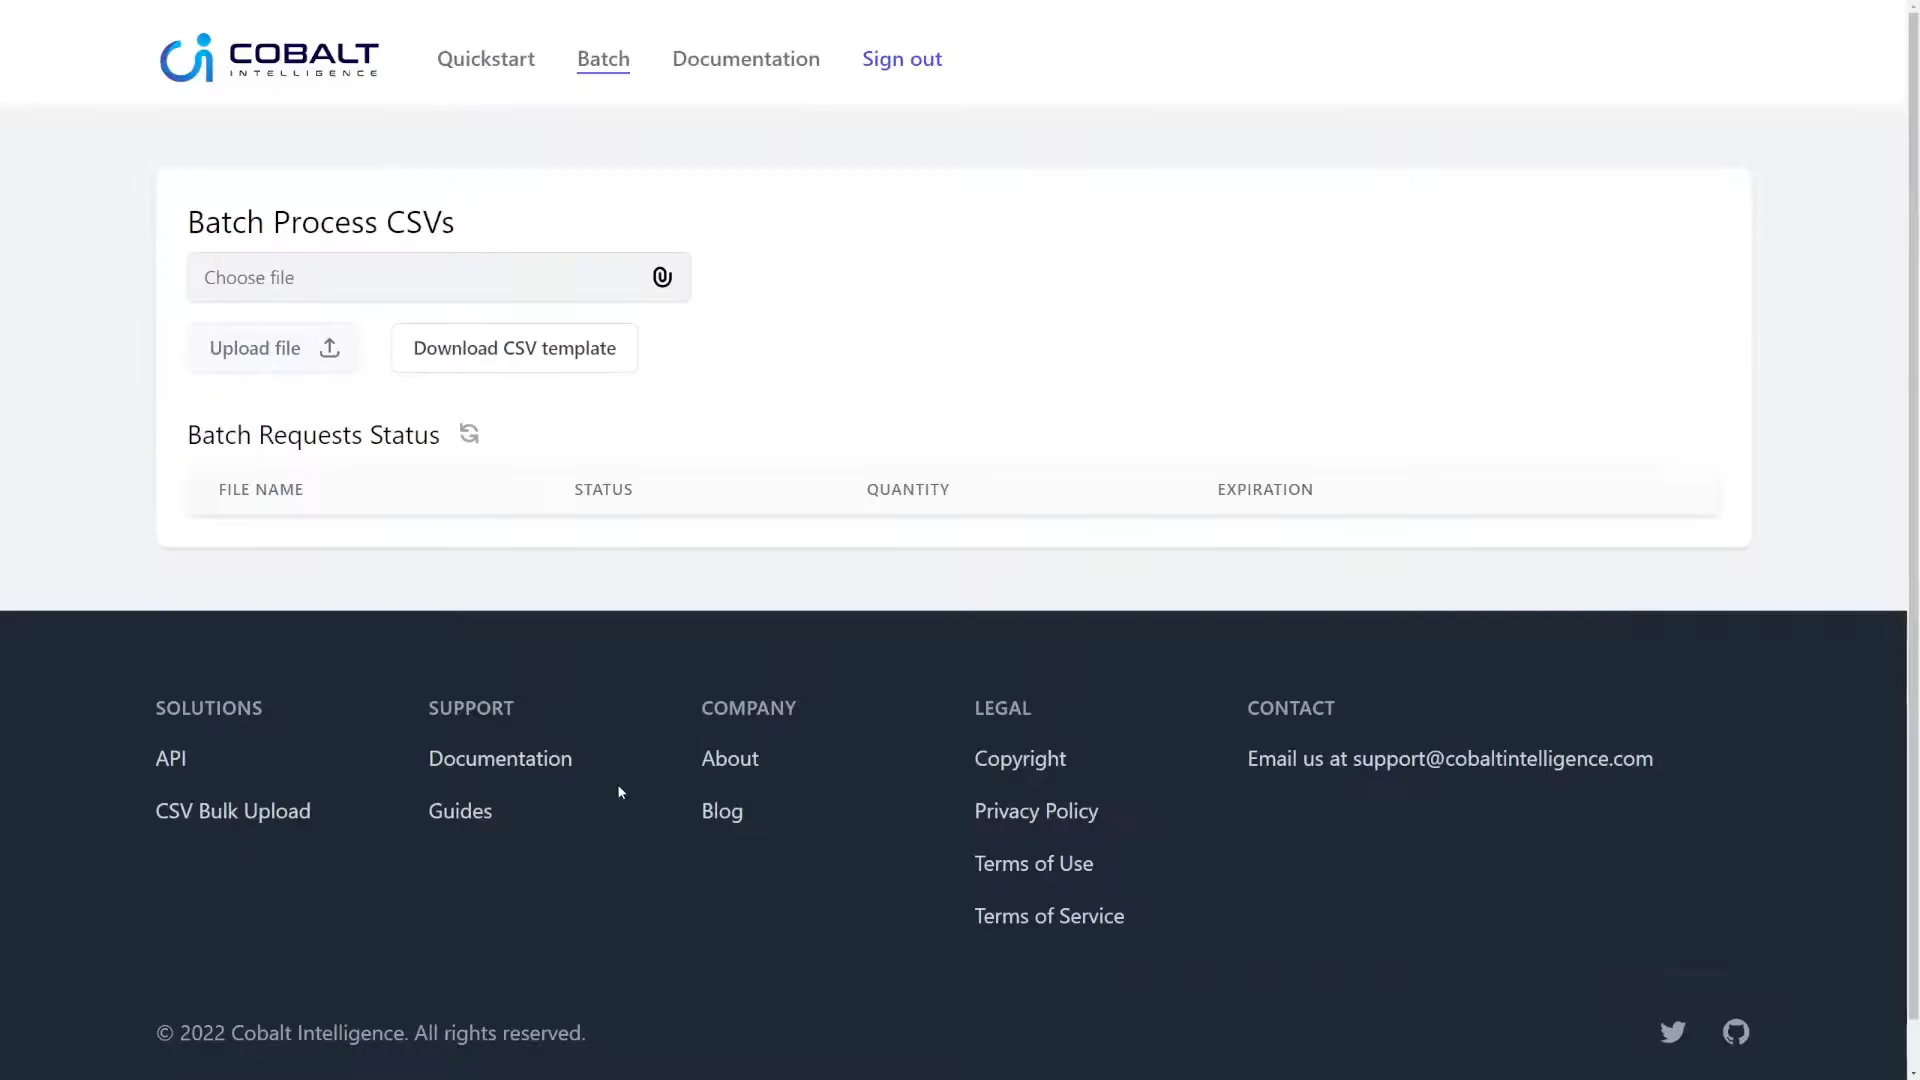 COBALT
INTELLIGENCE
Quickstart
Batch
Documentation
Sign out
Batch Process CSVs
Choose file
Upload file
Download CSV template
Batch Requests Status
FILE NAME
STATUS
QUANTITY
EXPIRATION
SOLUTIONS
API
CSV Bulk Upload
SUPPORT
Documentation
Guides
COMPANY
About
Blog
LEGAL
Copyright
Privacy Policy
Terms of Use
Terms of Service
CONTACT
Email us at support@cobaltintelligence.com
© 2022 Cobalt Intelligence. All rights reserved.